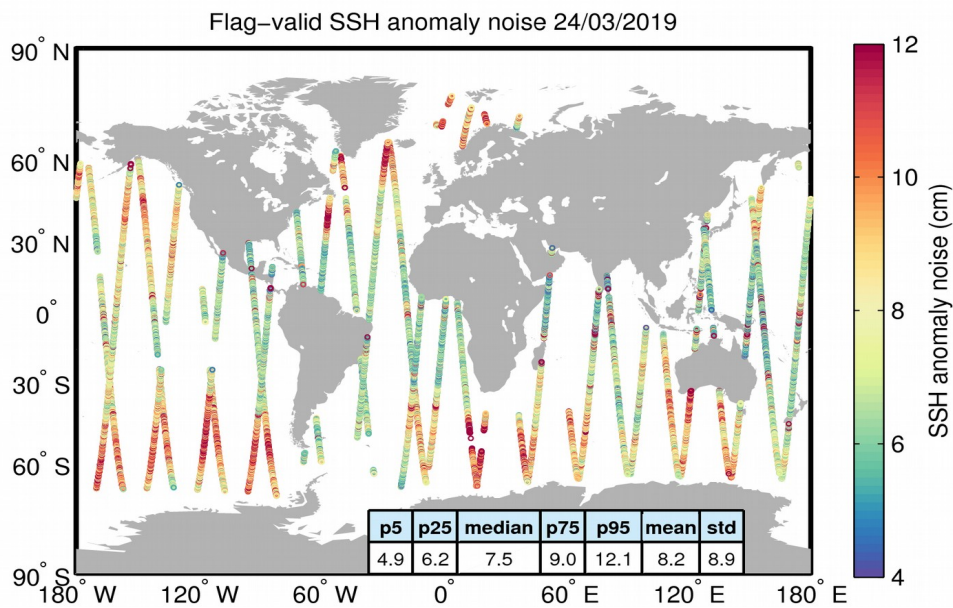 Flag−valid SSH anomaly noise 24/03/2019
90° N
60° N
30° N
0°
30° S
60° S
90° S
180° W
120° W
60° W
0°
60° E
120° E
180° E
p5 p25 median p75 p95 mean std
4.9 6.2 7.5 9.0 12.1 8.2 8.9
12
10
8
6
4
SSH anomaly noise (cm)